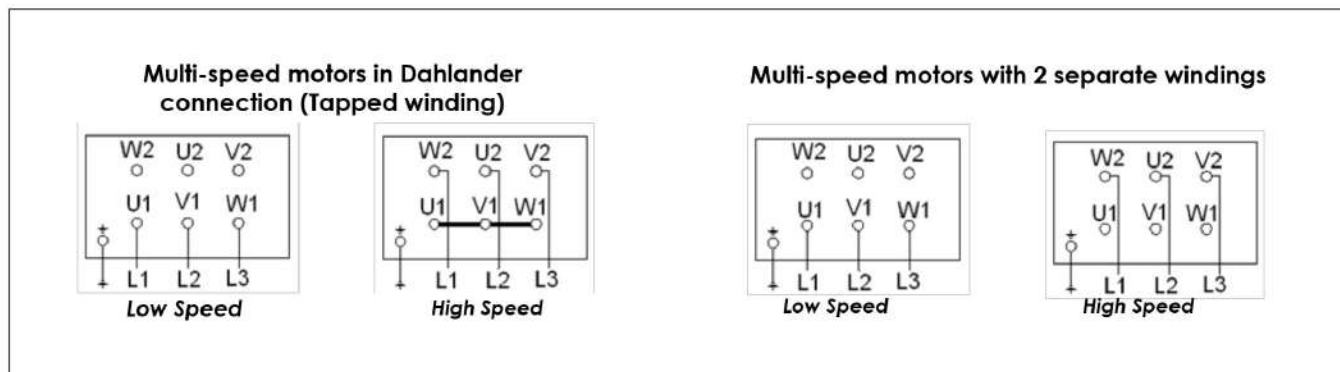 Multi-speed motors in Dahlander
connection (Tapped winding)
Multi-speed motors with 2 separate windings
W2 U2 V2
U1 V1 W1
L1 L2 L3
Low Speed
W2 U2 V2
U1 V1 W1
L1 L2 L3
High Speed
W2 U2 V2
U1 V1 W1
L1 L2 L3
Low Speed
W2 U2 V2
U1 V1 W1
L1 L2 L3
High Speed